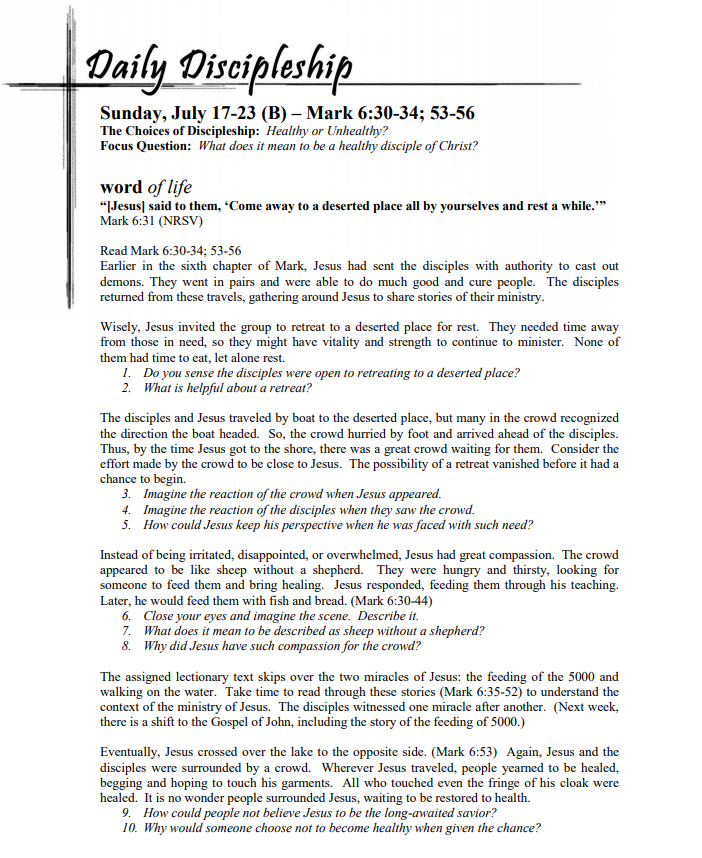 Daily Discipleship
Sunday, July 17-23 (B) – Mark 6:30-34; 53-56
The Choices of Discipleship: Healthy or Unhealthy?
Focus Question: What does it mean to be a healthy disciple of Christ?
word of life
“[Jesus] said to them, ‘Come away to a deserted place all by yourselves and rest a while.’”
Mark 6:31 (NRSV)
Read Mark 6:30-34; 53-56
Earlier in the sixth chapter of Mark, Jesus had sent the disciples with authority to cast out
demons. They went in pairs and were able to do much good and cure people. The disciples
returned from these travels, gathering around Jesus to share stories of their ministry.
Wisely, Jesus invited the group to retreat to a deserted place for rest. They needed time away
from those in need, so they might have vitality and strength to continue to minister. None of
them had time to eat, let alone rest.
1. Do you sense the disciples were open to retreating to a deserted place?
2. What is helpful about a retreat?
The disciples and Jesus traveled by boat to the deserted place, but many in the crowd recognized
the direction the boat headed. So, the crowd hurried by foot and arrived ahead of the disciples.
Thus, by the time Jesus got to the shore, there was a great crowd waiting for them. Consider the
effort made by the crowd to be close to Jesus. The possibility of a retreat vanished before it had a
chance to begin.
3. Imagine the reaction of the crowd when Jesus appeared.
4. Imagine the reaction of the disciples when they saw the crowd.
5. How could Jesus keep his perspective when he was faced with such need?
Instead of being irritated, disappointed, or overwhelmed, Jesus had great compassion. The crowd
appeared to be like sheep without a shepherd. They were hungry and thirsty, looking for
someone to feed them and bring healing. Jesus responded, feeding them through his teaching.
Later, he would feed them with fish and bread. (Mark 6:30-44)
6. Close your eyes and imagine the scene. Describe it.
7. What does it mean to be described as sheep without a shepherd?
8. Why did Jesus have such compassion for the crowd?
The assigned lectionary text skips over the two miracles of Jesus: the feeding of the 5000 and
walking on the water. Take time to read through these stories (Mark 6:35-52) to understand the
context of the ministry of Jesus. The disciples witnessed one miracle after another. (Next week,
there is a shift to the Gospel of John, including the story of the feeding of 5000.)
Eventually, Jesus crossed over the lake to the opposite side. (Mark 6:53) Again, Jesus and the
disciples were surrounded by a crowd. Wherever Jesus traveled, people yearned to be healed,
begging and hoping to touch his garments. All who touched even the fringe of his cloak were
healed. It is no wonder people surrounded Jesus, waiting to be restored to health.
9. How could people not believe Jesus to be the long-awaited savior?
10. Why would someone choose not to become healthy when given the chance?